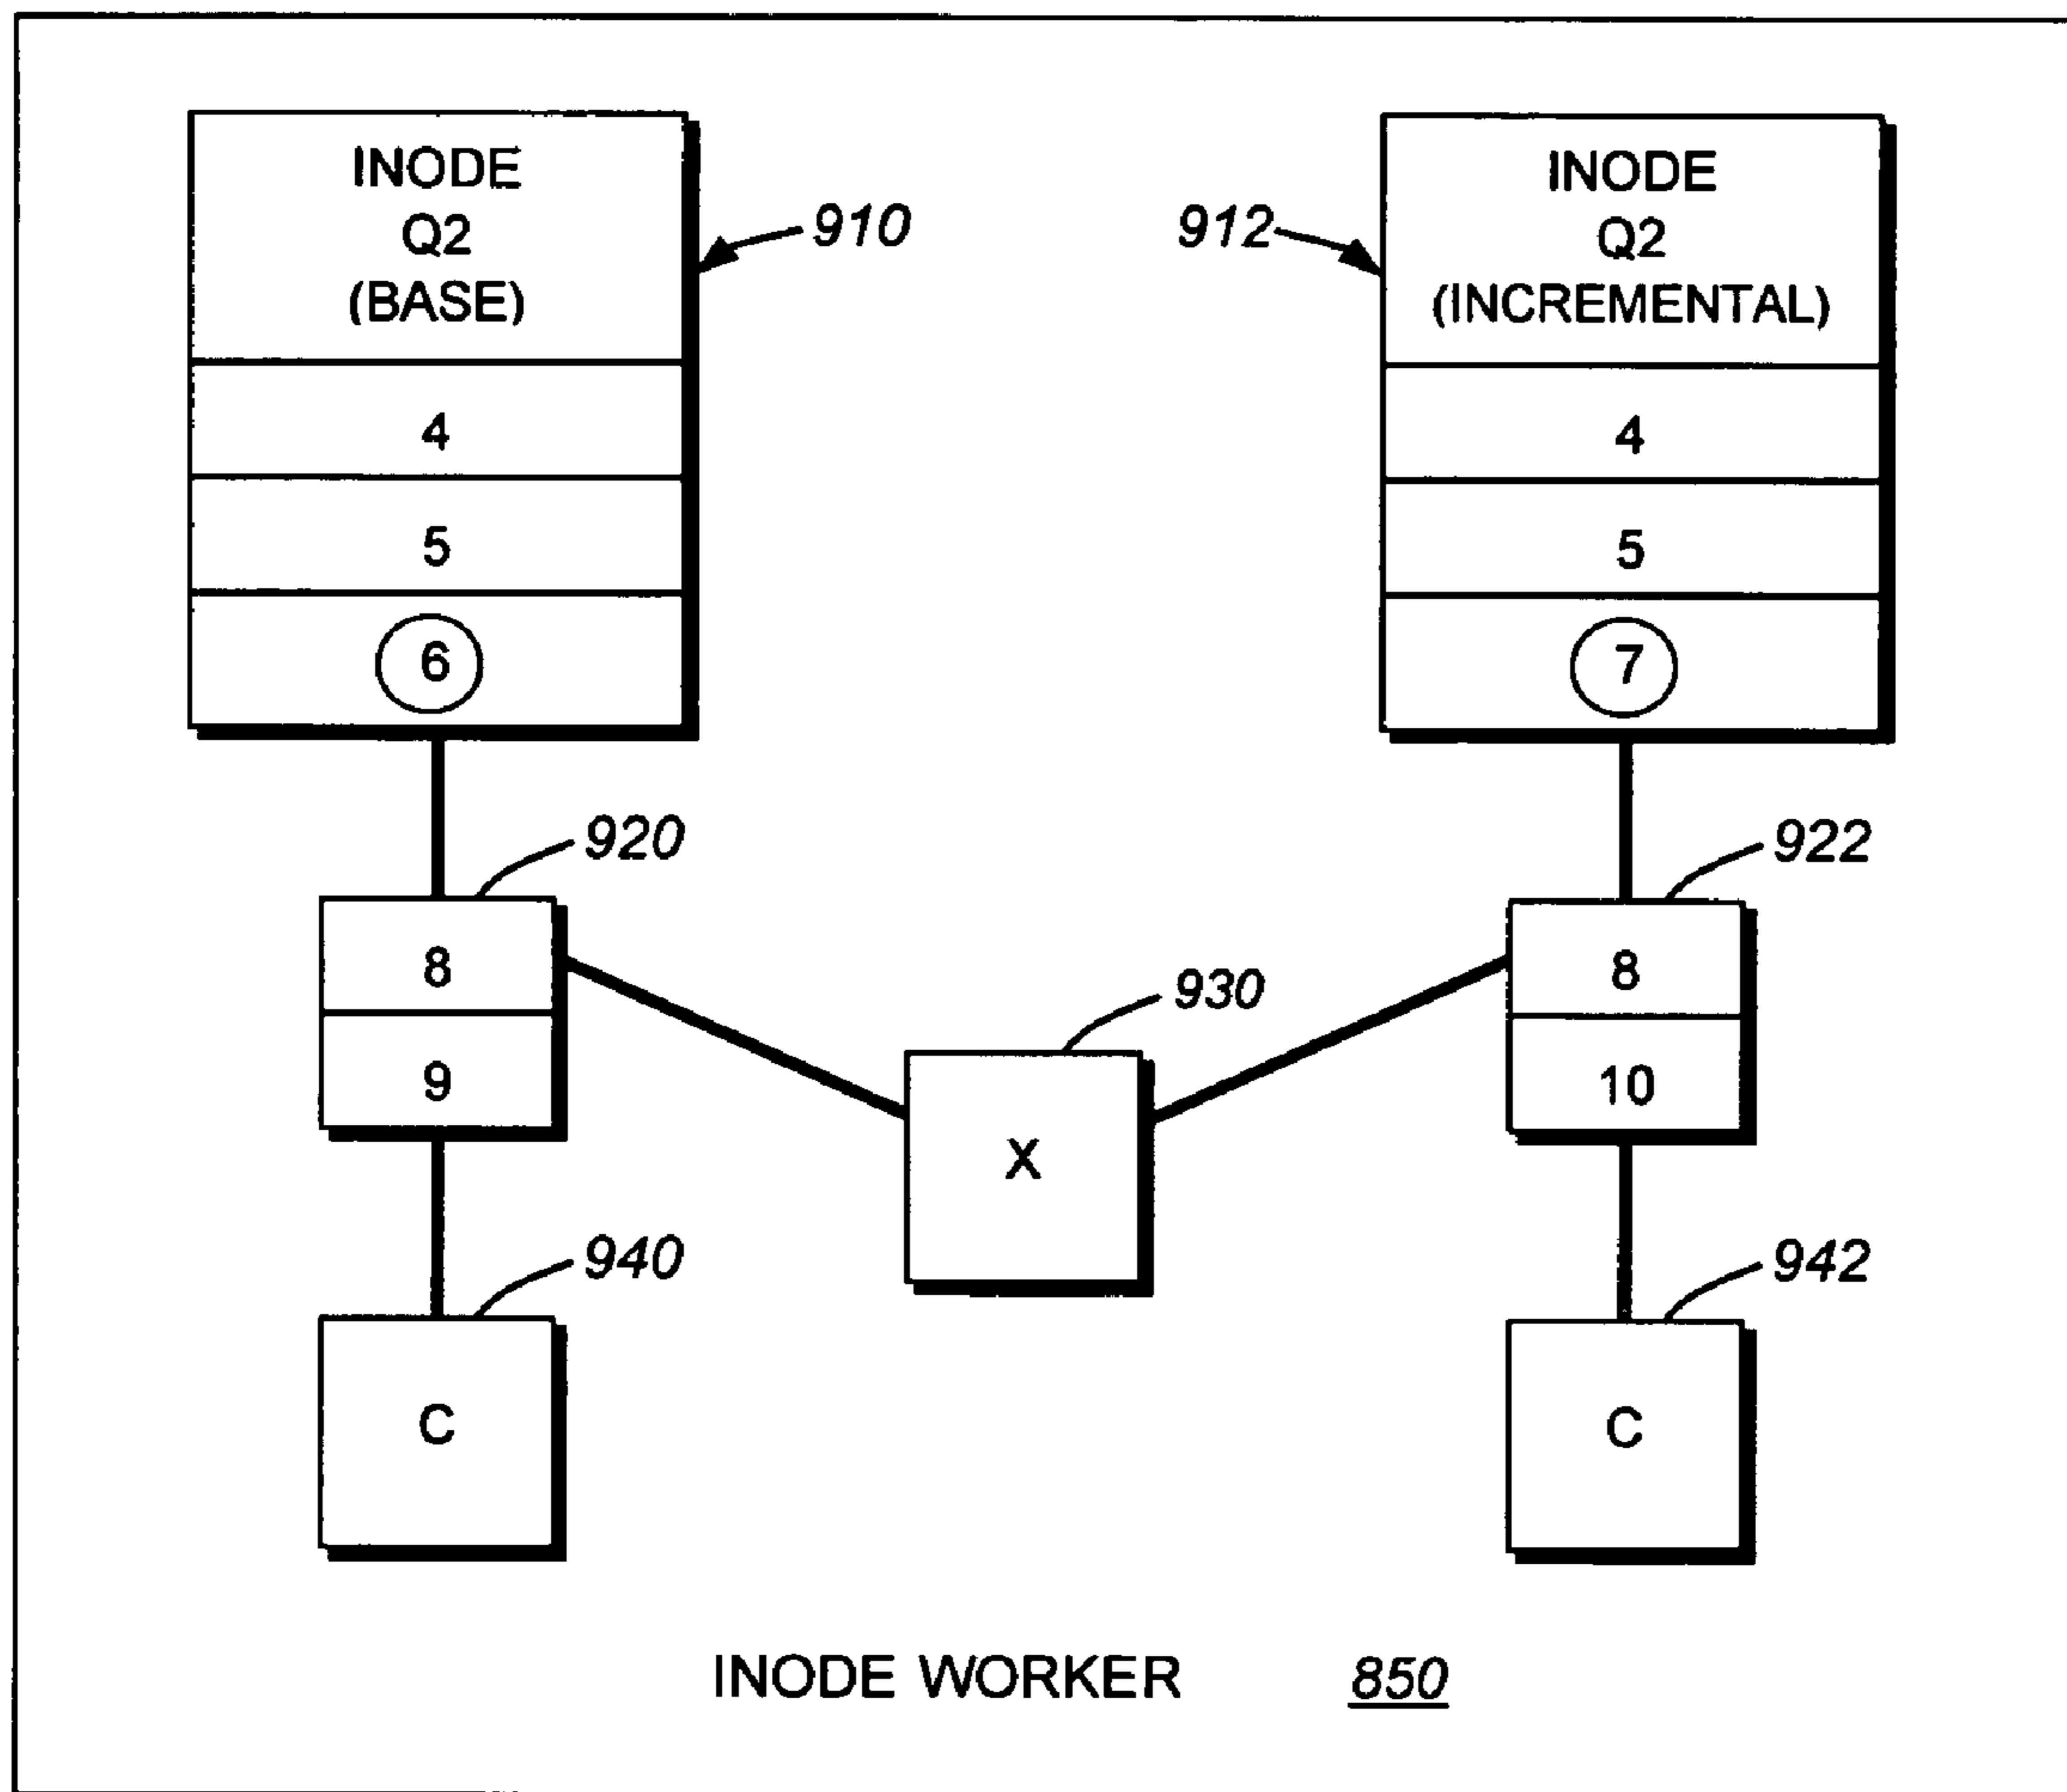 INODE
Q2
(BASE)
910
4
5
6
912
INODE
Q2
(INCREMENTAL)
4
5
7
920
8
9
930
X
922
8
10
940
C
942
C
INODE WORKER 850